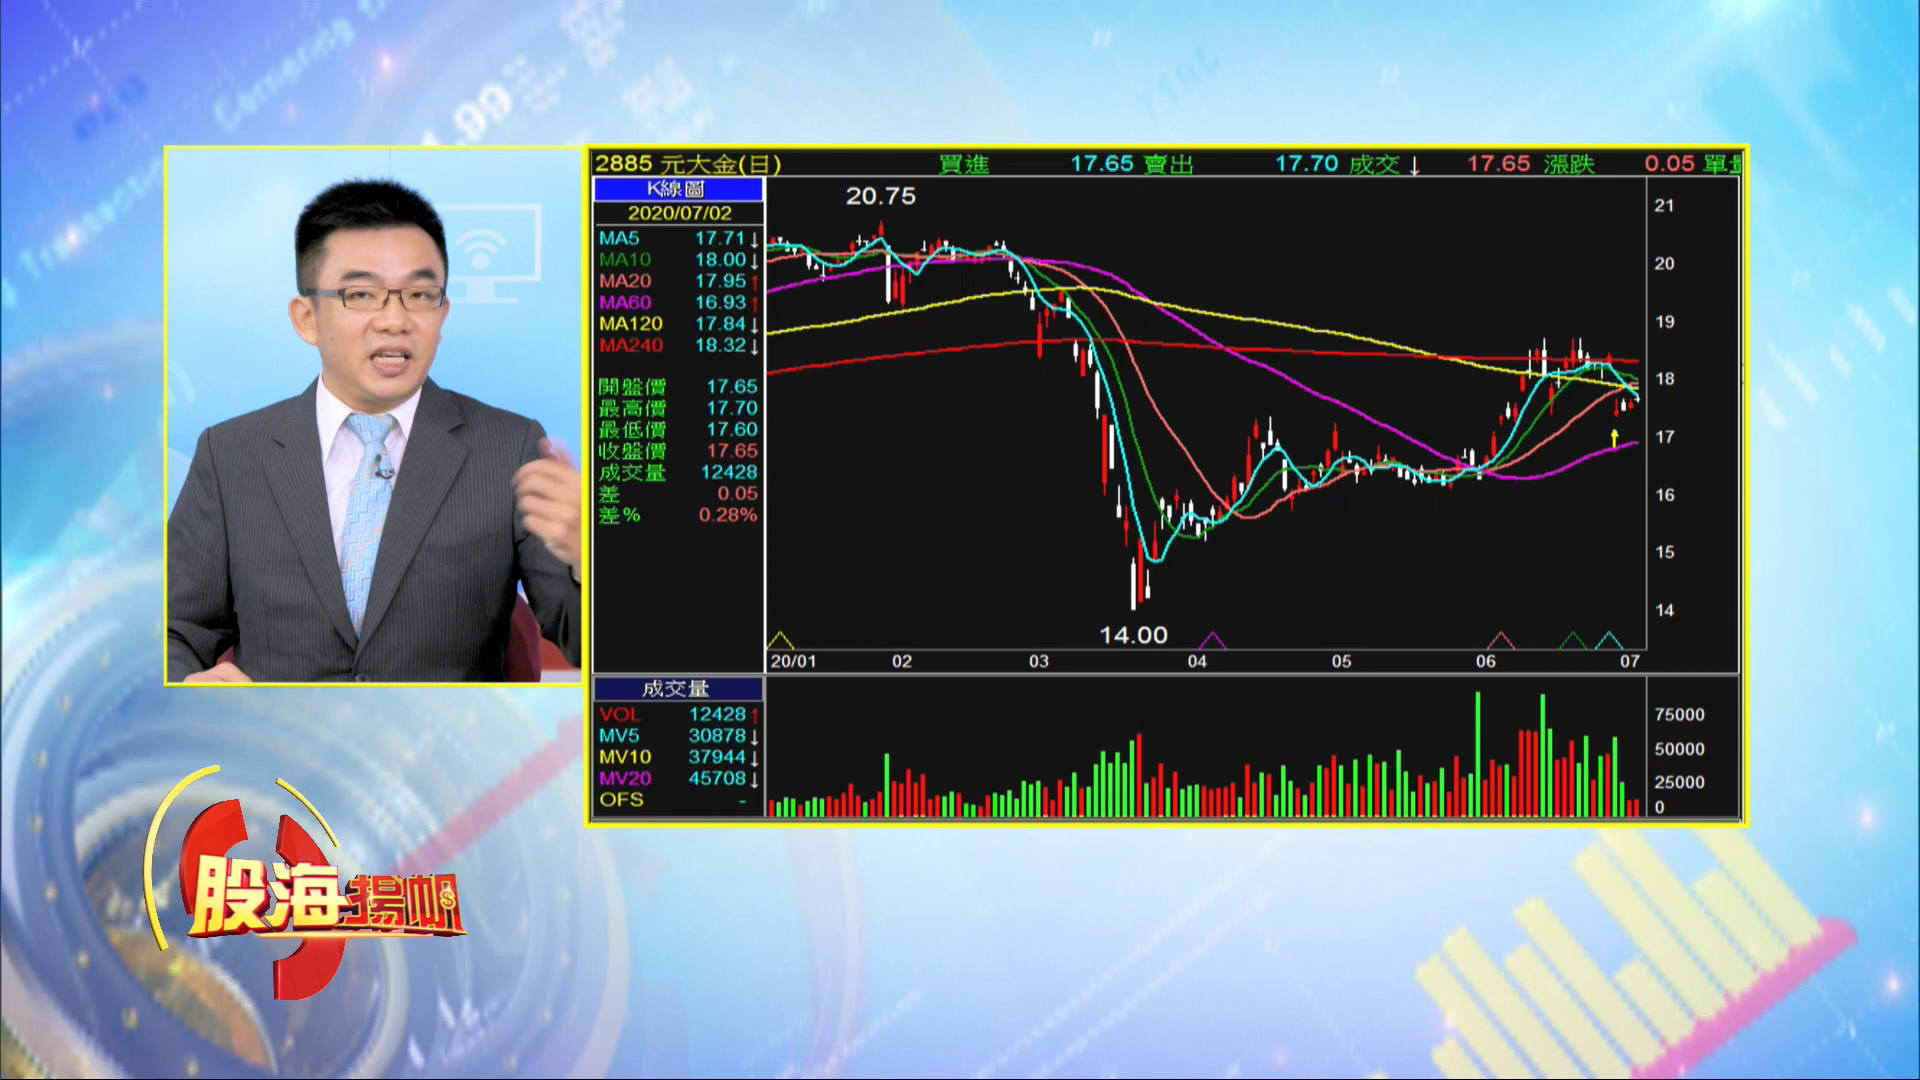 2885 元大金(日) 買進 17.65 賣出 17.70 成交↓ 17.65 漲跌 0.05 單量
K線圖
2020/07/02
MA5 17.71↓
MA10 18.00↓
MA20 17.95↑
MA60 16.93↑
MA120 17.84↓
MA240 18.32↓
開盤價 17.65
最高價 17.70
最低價 17.60
收盤價 17.65
成交量 12428
差 0.05
差% 0.28%
20.75
14.00
21
20
19
18
17
16
15
14
20/01 02 03 04 05 06 07
成交量
VOL 12428↑
MV5 30878↓
MV10 37944↓
MV20 45708↓
OFS -
75000
50000
25000
0
股海揚帆